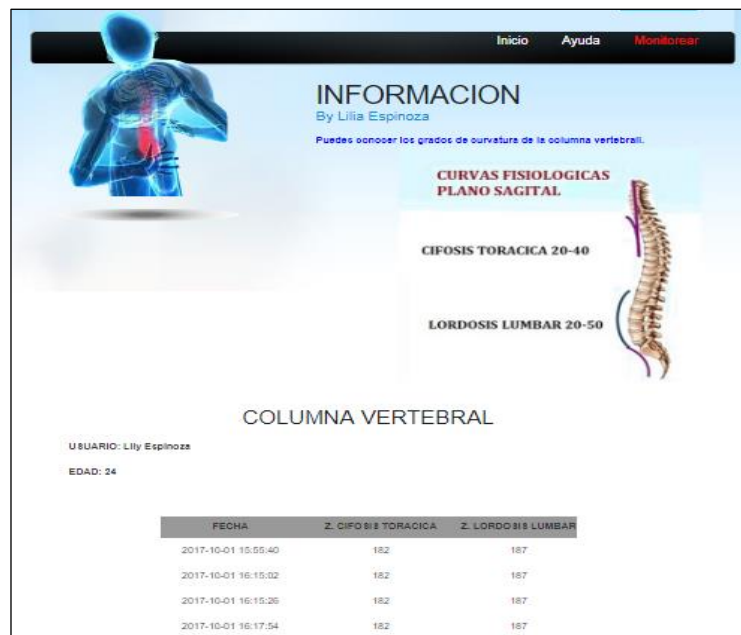 Inicio Ayuda Monitorear
INFORMACION
By Lilia Espinoza
Puedes conocer los grados de curvatura de la columna vertebrall.
CURVAS FISIOLOGICAS
PLANO SAGITAL
CIFOSIS TORACICA 20-40
LORDOSIS LUMBAR 20-50
COLUMNA VERTEBRAL
USUARIO: Lily Espinoza
EDAD: 24
FECHA Z. CIFOSIS TORACICA Z. LORDOSIS LUMBAR
2017-10-01 15:55:40 182 187
2017-10-01 16:15:02 182 187
2017-10-01 16:15:26 182 187
2017-10-01 16:17:54 182 187